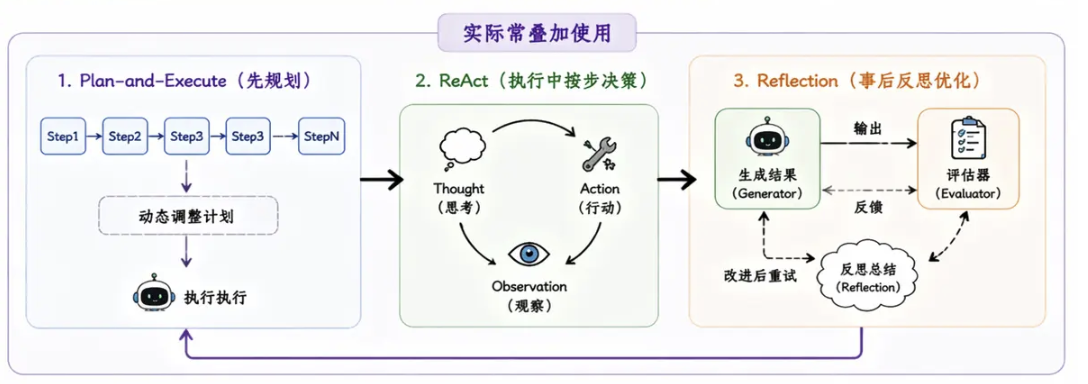 实际常叠加使用
1. Plan-and-Execute（先规划）
Step1
Step2
Step3
Step3
StepN
动态调整计划
执行执行
2. ReAct（执行中按步决策）
Thought
（思考）
Action
（行动）
Observation
（观察）
3. Reflection（事后反思优化）
生成结果
（Generator）
输出
反馈
评估器
（Evaluator）
改进后重试
反思总结
（Reflection）